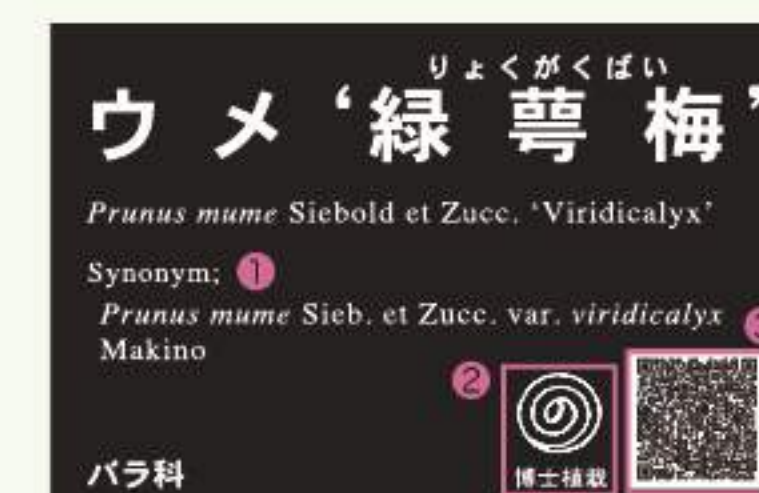 りょくがくばい
ウメ ‘緑萼梅’
Prunus mume Siebold et Zucc. ‘Viridicalyx’
Synonym; ①
Prunus mume Sieb. et Zucc. var. viridicalyx
Makino
②
の
博士植栽
バラ科